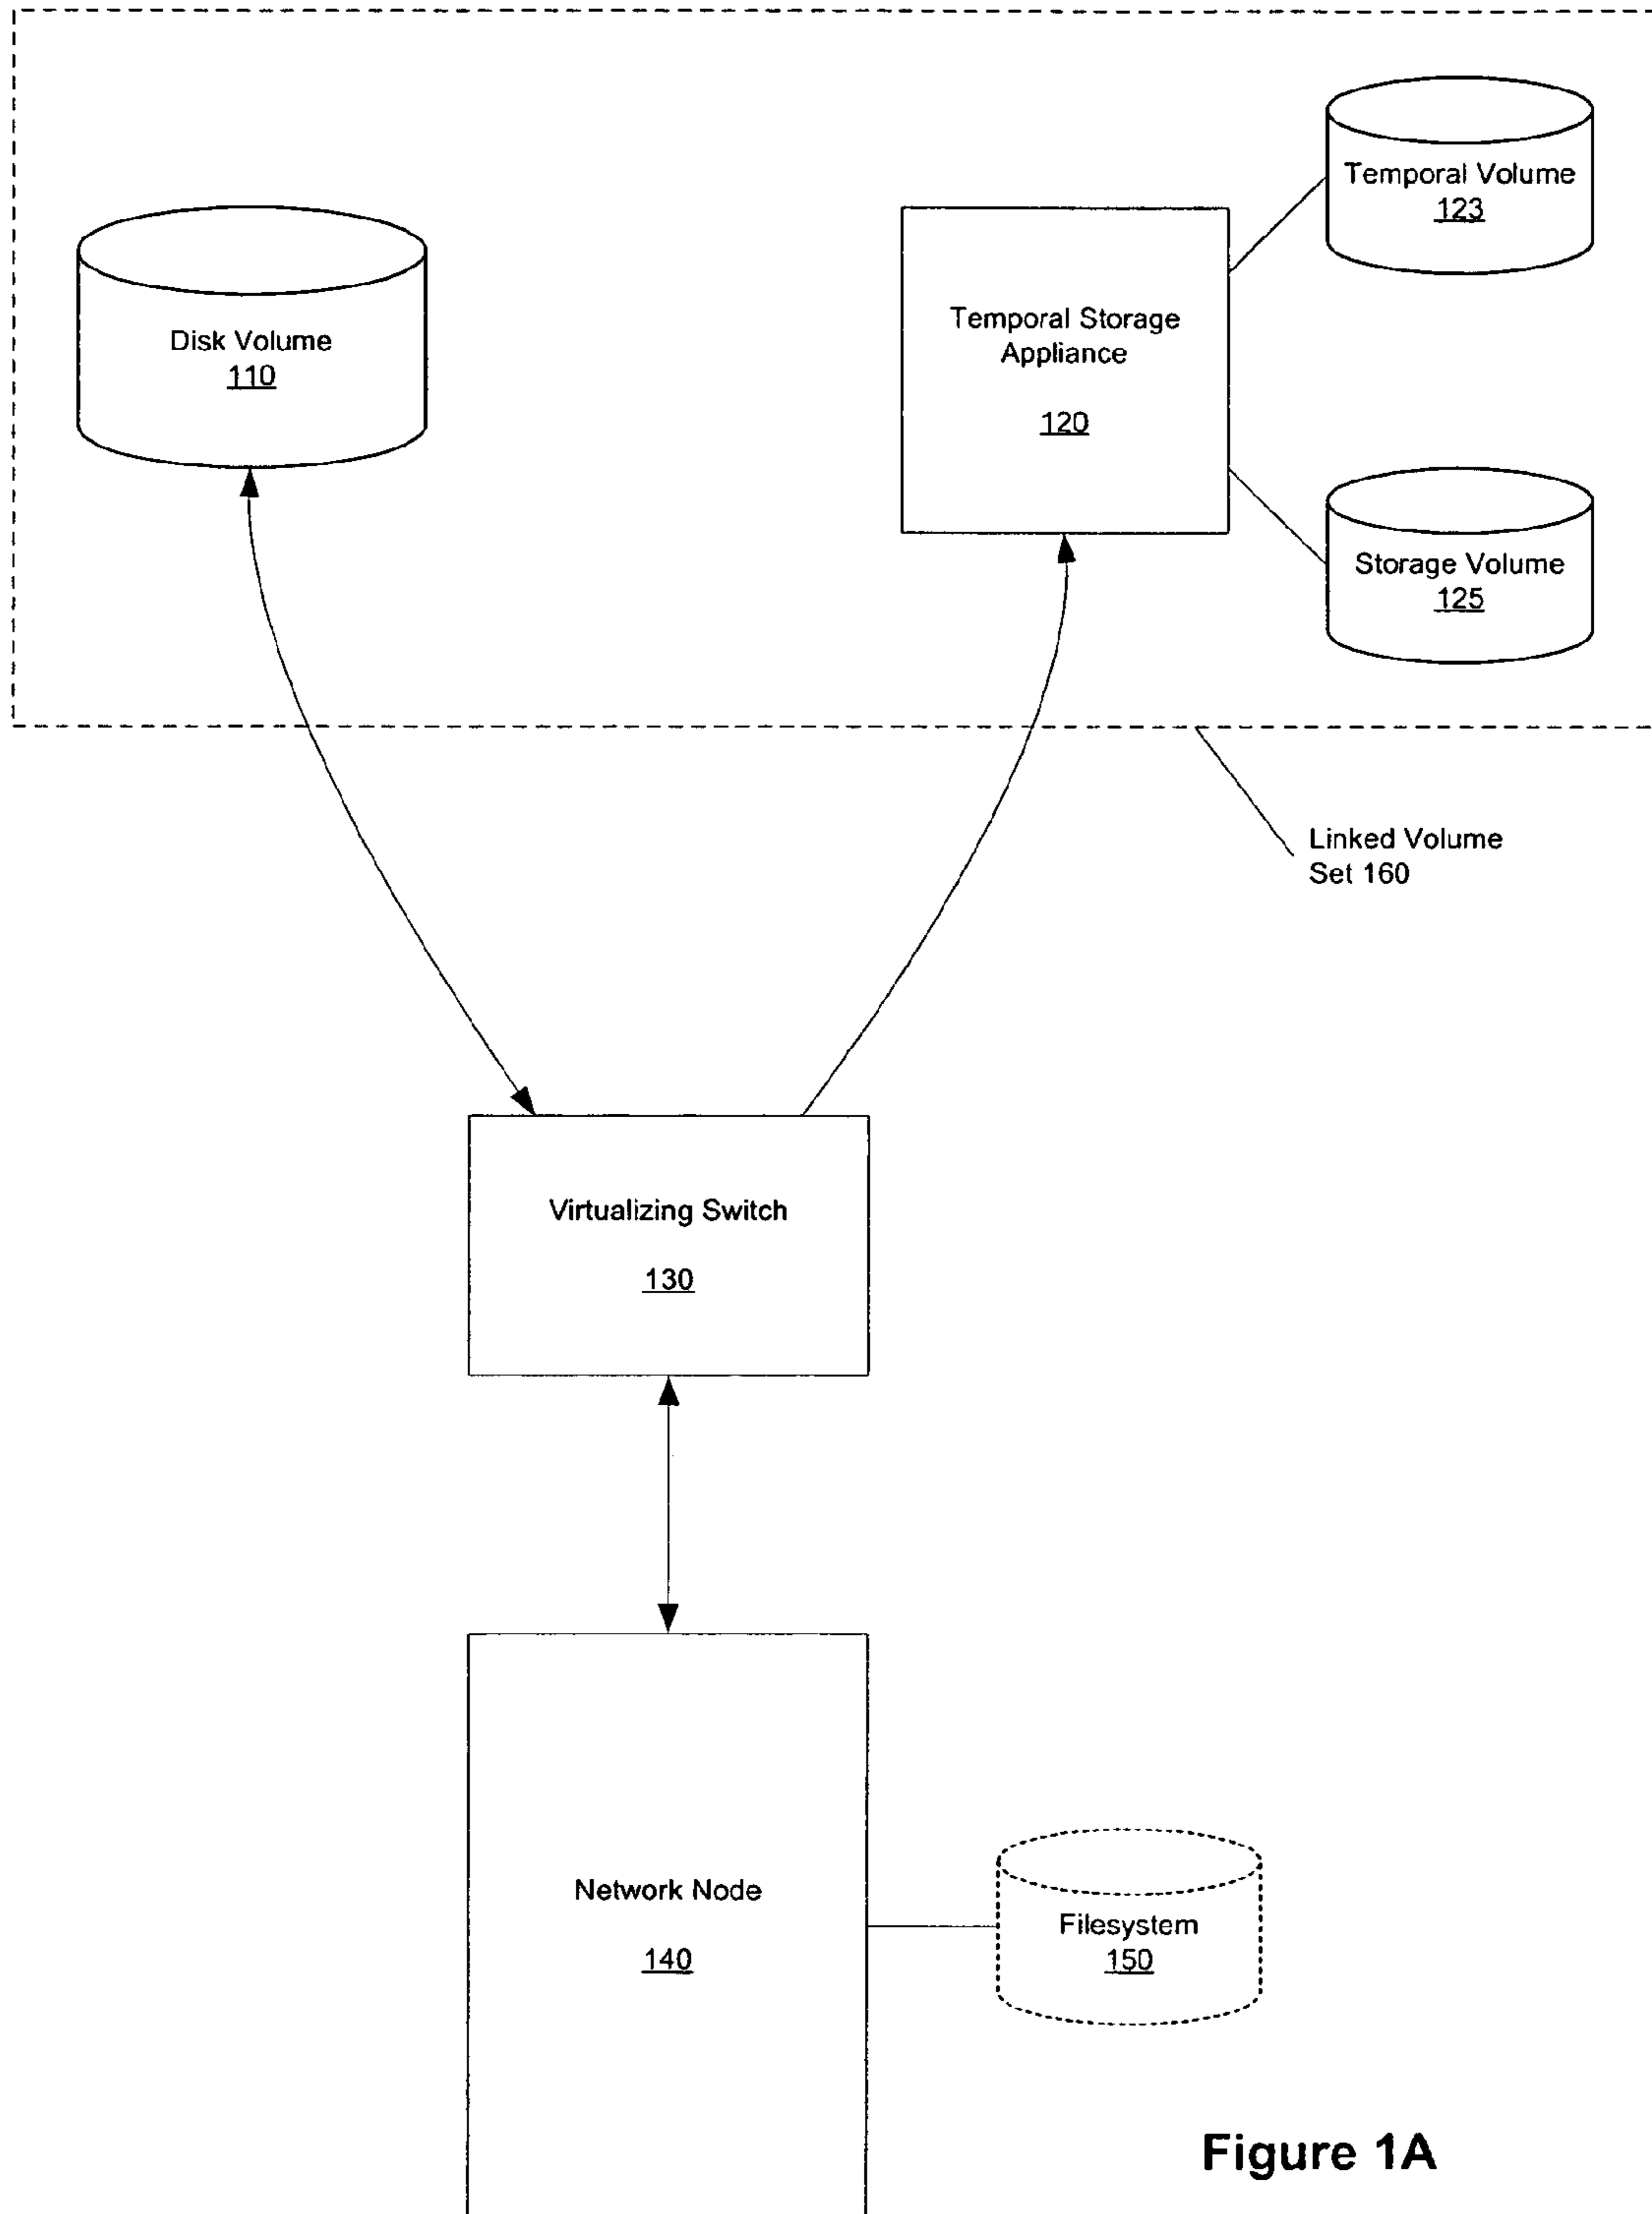 Temporal Volume
123
Disk Volume
110
Temporal Storage
Appliance
120
Storage Volume
125
Linked Volume
Set 160
Virtualizing Switch
130
Network Node
140
Filesystem
150
Figure 1A